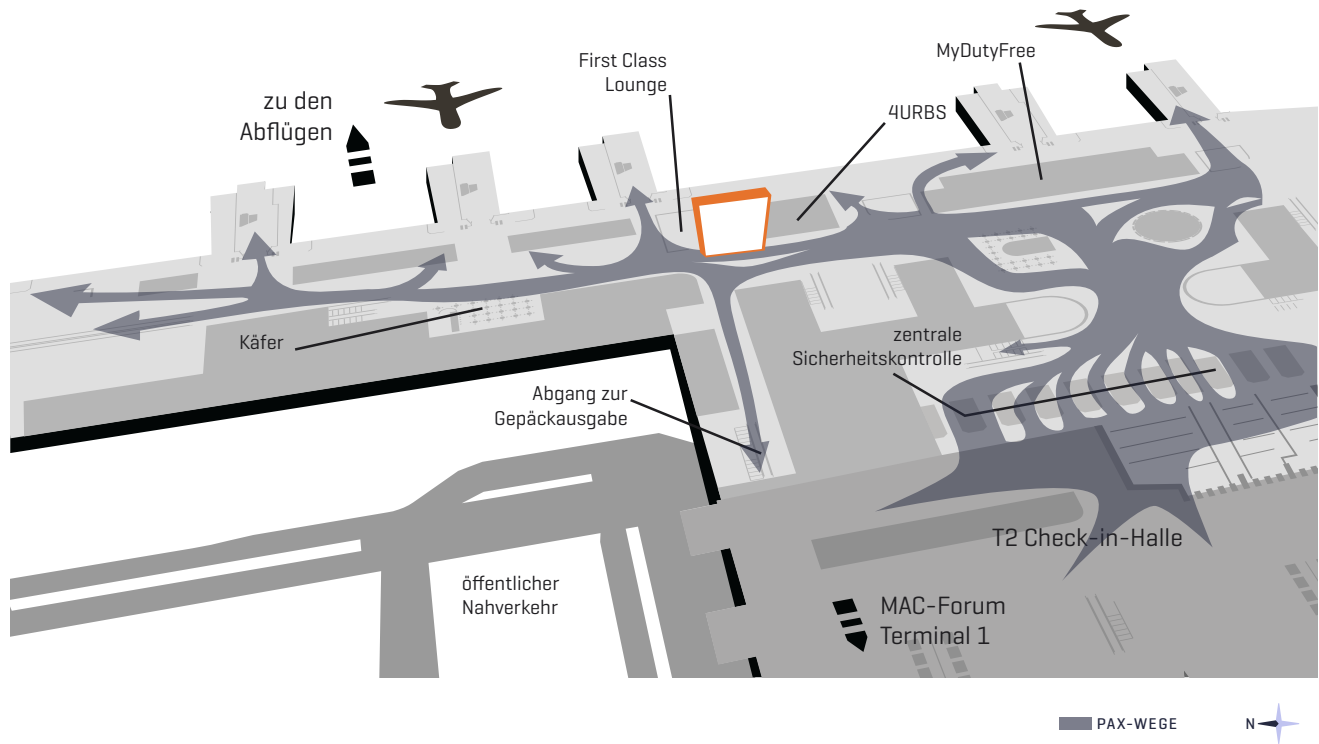 MyDutyFree
First Class
Lounge
zu den
Abflügen
4URBS
Käfer
zentrale
Sicherheitskontrolle
Abgang zur
Gepäckausgabe
T2 Check-in-Halle
öffentlicher
Nahverkehr
MAC-Forum
Terminal 1
PAX-WEGE
N